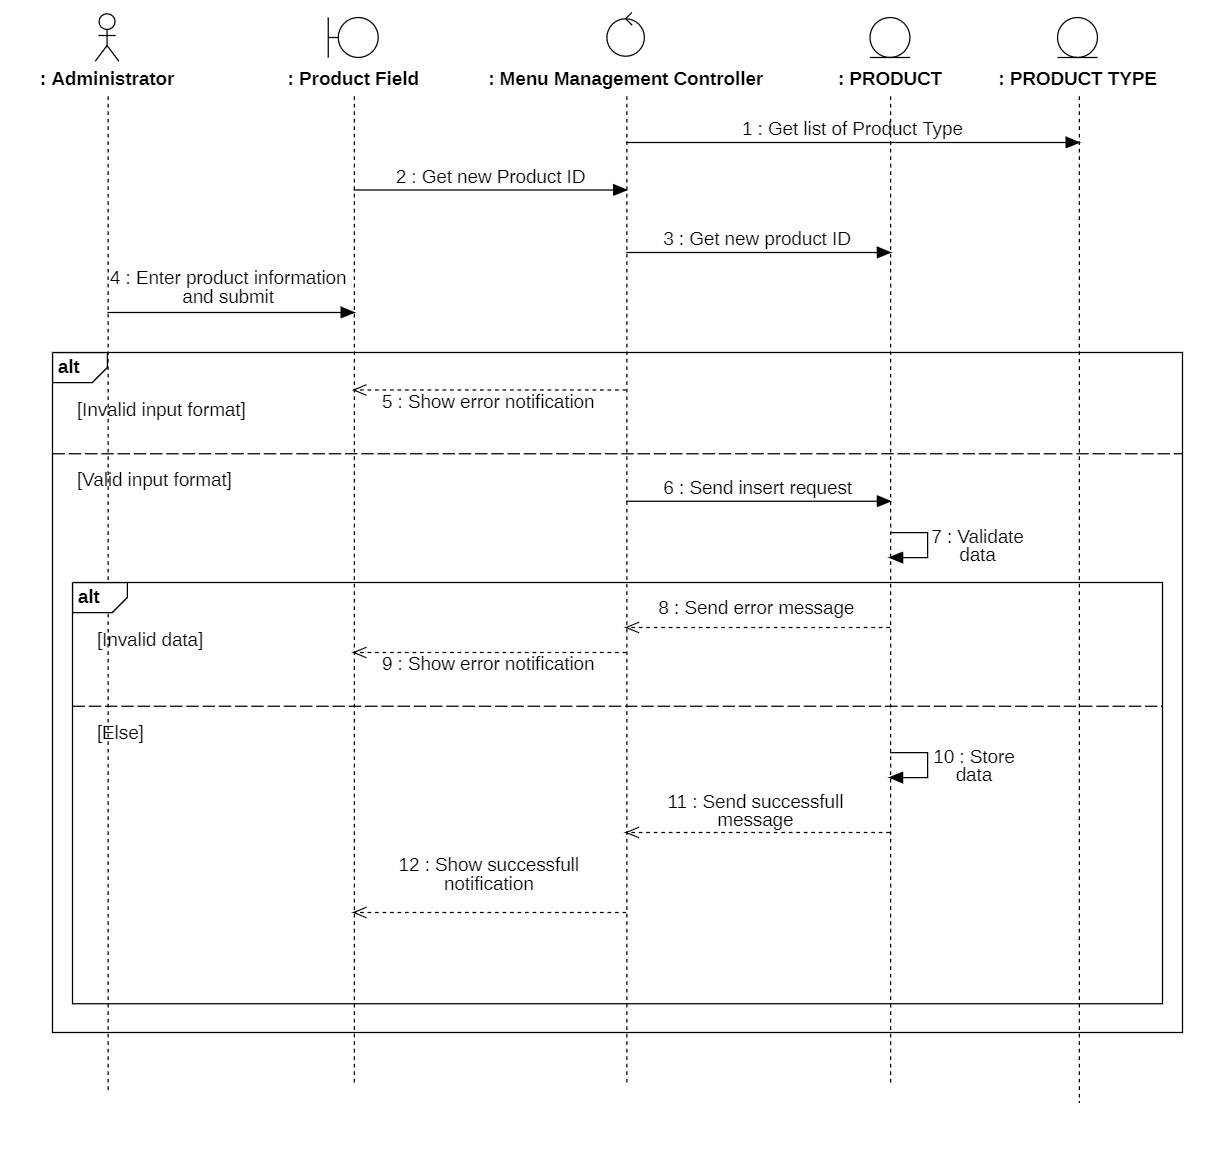 : Administrator
: Product Field
: Menu Management Controller
: PRODUCT
: PRODUCT TYPE
1 : Get list of Product Type
2 : Get new Product ID
3 : Get new product ID
4 : Enter product information
and submit
alt
5 : Show error notification
[Invalid input format]
[Valid input format]
6 : Send insert request
7 : Validate
data
alt
8 : Send error message
[Invalid data]
9 : Show error notification
[Else]
10 : Store
data
11 : Send successfull
message
12 : Show successfull
notification